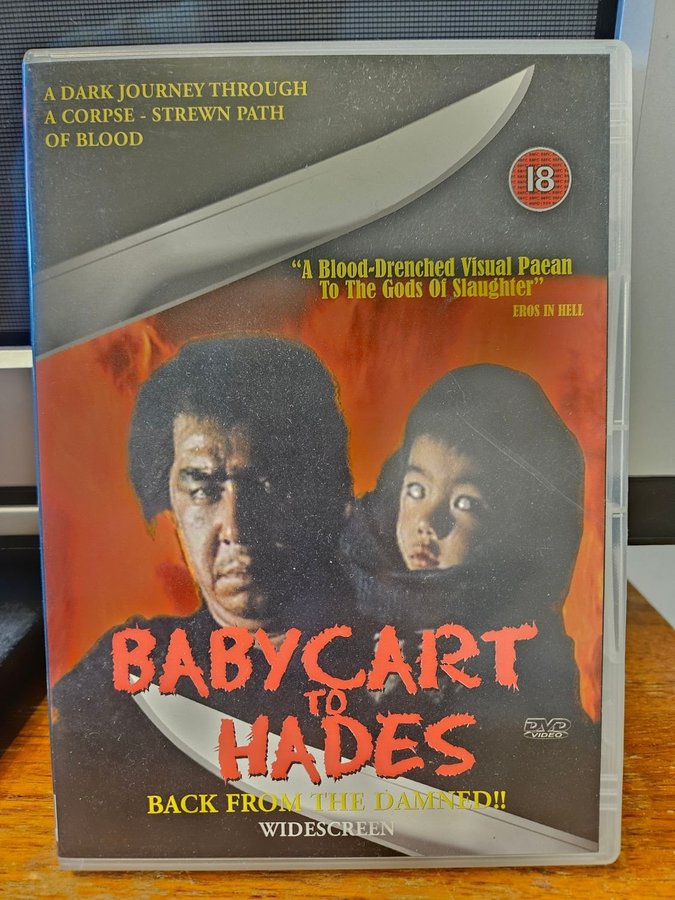 A DARK JOURNEY THROUGH
A CORPSE - STREWN PATH
OF BLOOD
18
"A Blood-Drenched Visual Paean
To The Gods Of Slaughter"
EROS IN HELL
BABYCART
TO
HADES
DVD
VIDEO
BACK FROM THE DAMNED!!
WIDESCREEN